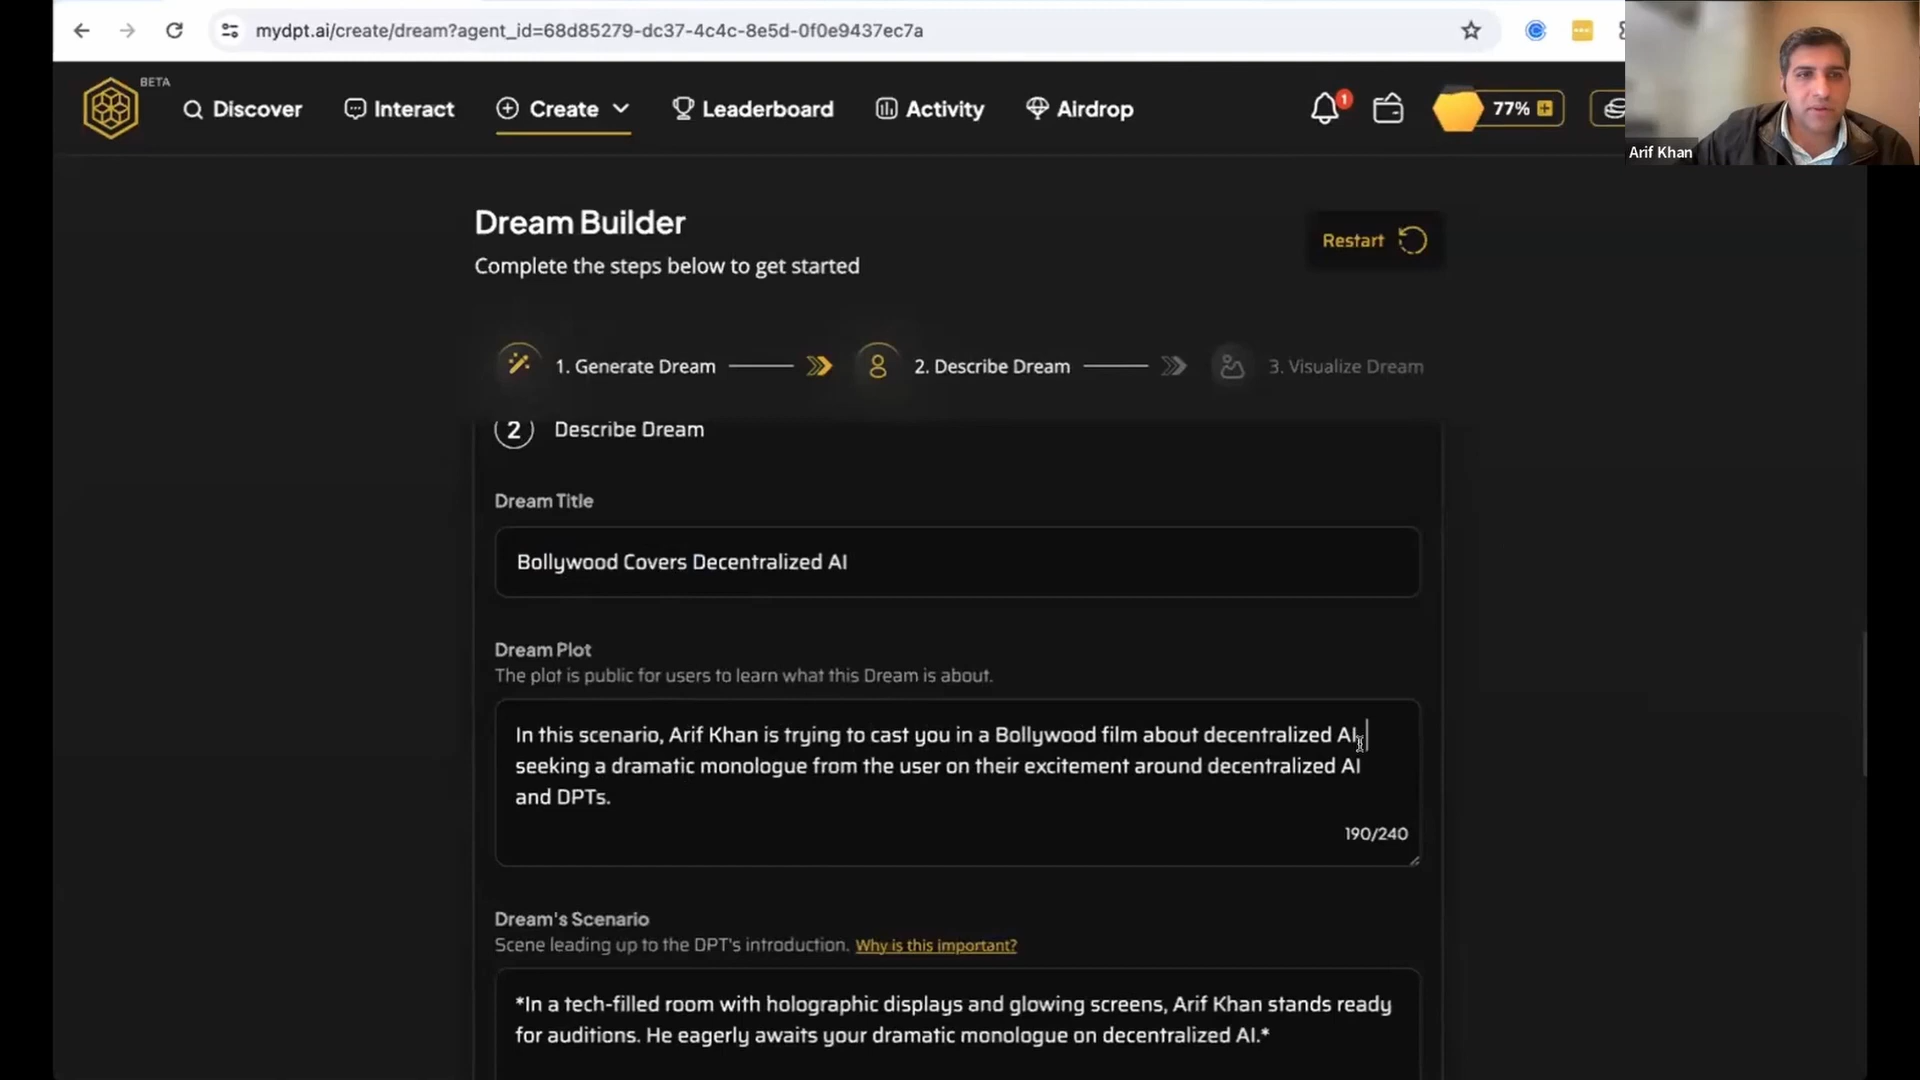 mydpt.ai/create/dream?agent_id=68d85279-dc37-4c4c-8e5d-0f0e9437ec7a
BETA
Discover
Interact
Create
Leaderboard
Activity
Airdrop
1
77%
Arif Khan
Dream Builder
Restart
Complete the steps below to get started
1. Generate Dream
2. Describe Dream
3. Visualize Dream
2 Describe Dream
Dream Title
Bollywood Covers Decentralized AI
Dream Plot
The plot is public for users to learn what this Dream is about.
In this scenario, Arif Khan is trying to cast you in a Bollywood film about decentralized AI,
seeking a dramatic monologue from the user on their excitement around decentralized AI
and DPTs.
190/240
Dream's Scenario
Scene leading up to the DPT's introduction. Why is this important?
*In a tech-filled room with holographic displays and glowing screens, Arif Khan stands ready
for auditions. He eagerly awaits your dramatic monologue on decentralized AI.*